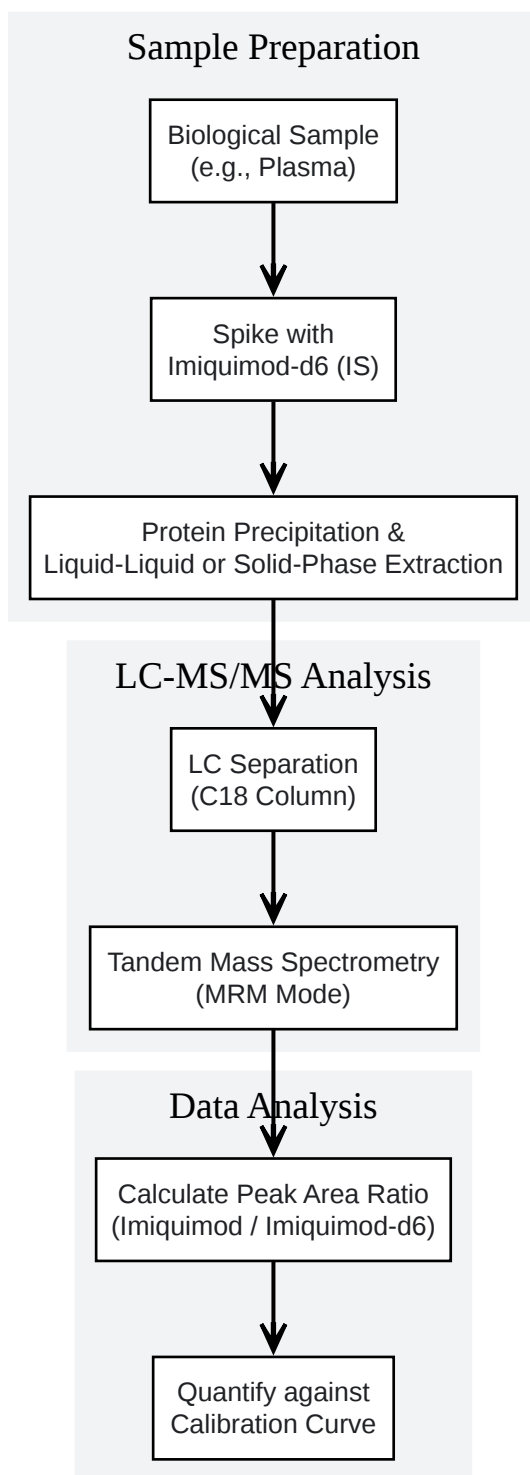 Sample Preparation
Biological Sample
(e.g., Plasma)
Spike with
Imiquimod-d6 (IS)
Protein Precipitation &
Liquid-Liquid or Solid-Phase Extraction
LC-MS/MS Analysis
LC Separation
(C18 Column)
Tandem Mass Spectrometry
(MRM Mode)
Data Analysis
Calculate Peak Area Ratio
(Imiquimod / Imiquimod-d6)
Quantify against
Calibration Curve